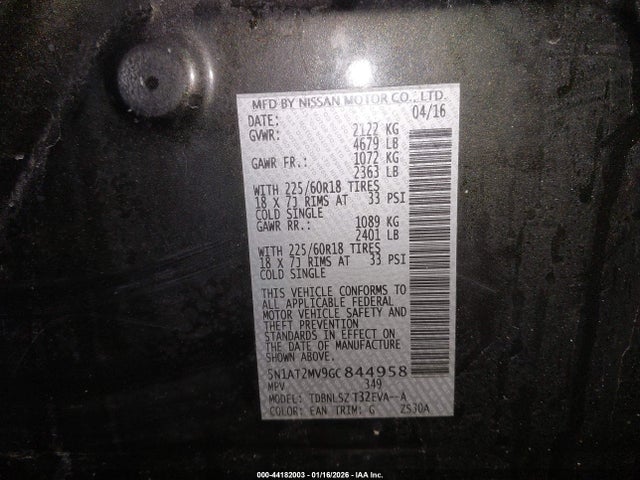 MFD BY NISSAN MOTOR CO., LTD.
DATE: 04/16
GVWR: 2122 KG
4679 LB
GAWR FR.: 1072 KG
2363 LB
WITH 225/60R18 TIRES
18 X 7J RIMS AT 33 PSI
COLD SINGLE
GAWR RR.: 1089 KG
2401 LB
WITH 225/60R18 TIRES
18 X 7J RIMS AT 33 PSI
COLD SINGLE
THIS VEHICLE CONFORMS TO
ALL APPLICABLE FEDERAL
MOTOR VEHICLE SAFETY AND
THEFT PREVENTION
STANDARDS IN EFFECT ON
THE DATE OF MANUFACTURE
SHOWN ABOVE.
5N1AT2MV9GC844958
MPV 349
MODEL: TDBNLSZ T32EVA--A
COLOR: EAN TRIM: G ZS30A
000-44182003 - 01/16/2026 - IAA Inc.